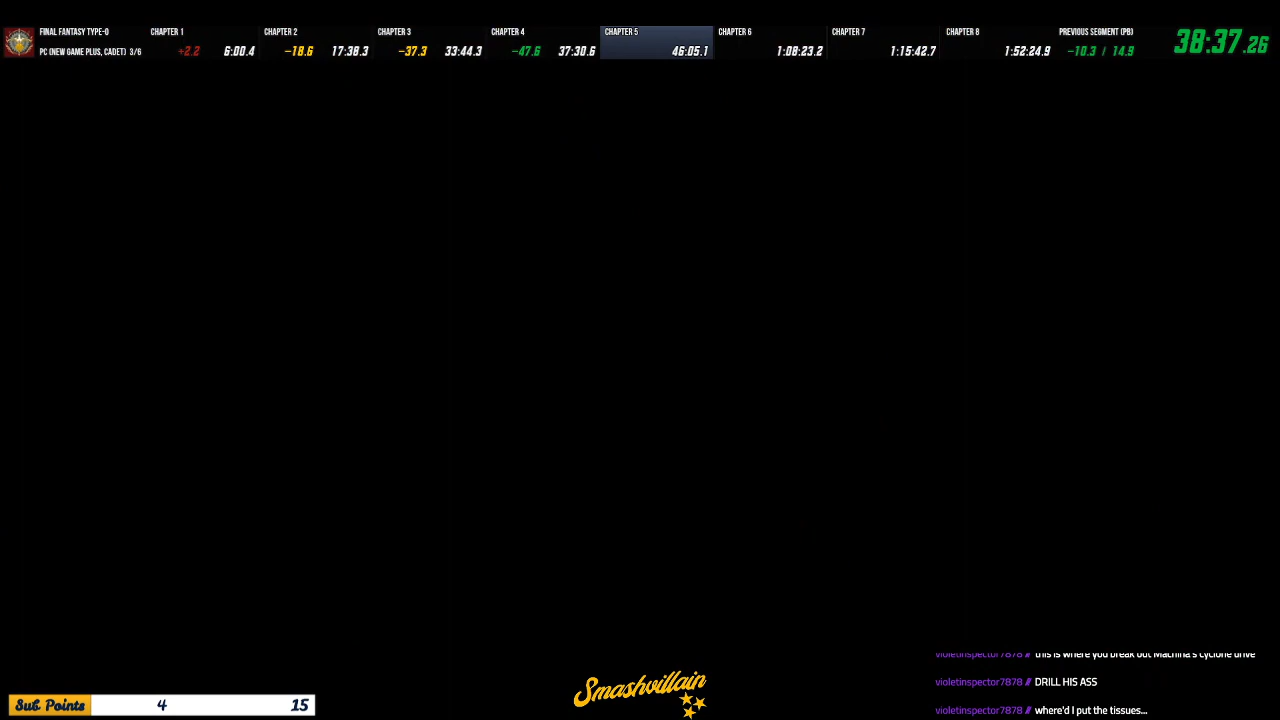 FINAL FANTASY TYPE-0
PC (NEW GAME PLUS, CADET) 3/6
CHAPTER 1
+2.2 6:00.4
CHAPTER 2
-18.6 17:38.3
CHAPTER 3
-37.3 33:44.3
CHAPTER 4
-47.6 37:30.6
CHAPTER 5
46:05.1
CHAPTER 6
1:08:23.2
CHAPTER 7
1:15:42.7
CHAPTER 8
1:52:24.9
PREVIOUS SEGMENT (PB)
-10.3 / 14.9
38:37.26
violetinspector7878 // this is where you break out Machina's cyclone drive
violetinspector7878 // DRILL HIS ASS
violetinspector7878 // where'd I put the tissues...
Smashvillain
Sub Points 4 15